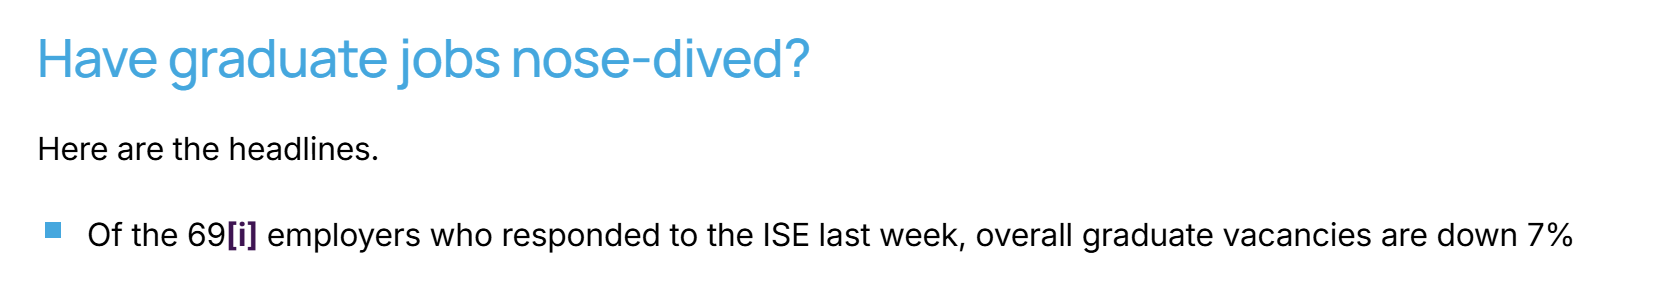 Have graduate jobs nose-dived?
Here are the headlines.
Of the 69[i] employers who responded to the ISE last week, overall graduate vacancies are down 7%